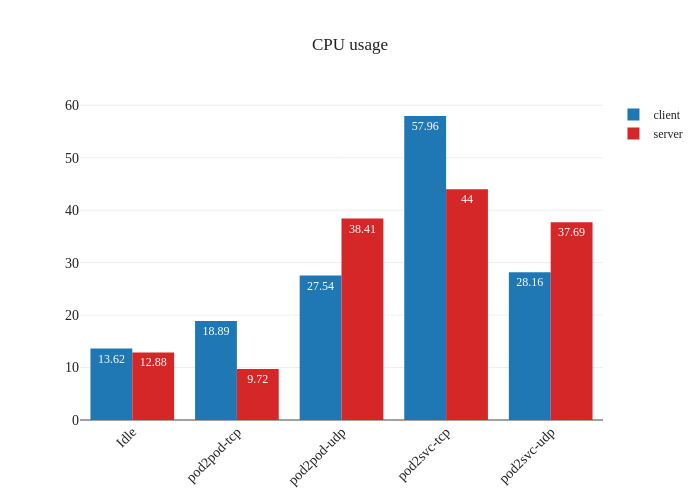 CPU usage
client
server
60
50
40
30
20
10
0
13.62
12.88
18.89
9.72
27.54
38.41
57.96
44
28.16
37.69
Idle
pod2pod-tcp
pod2pod-udp
pod2svc-tcp
pod2svc-udp